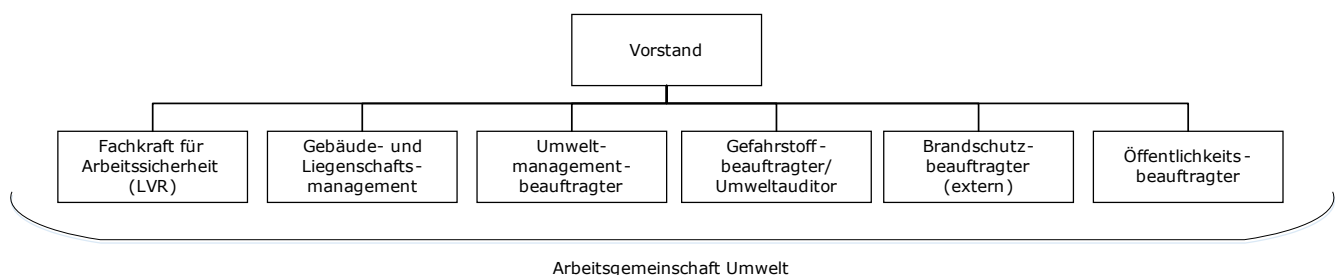 Vorstand
Fachkraft für
Arbeitssicherheit
(LVR)
Gebäude- und
Liegenschafts-
management
Umwelt-
management-
beauftragter
Gefahrstoff-
beauftragter/
Umweltauditor
Brandschutz-
beauftragter
(extern)
Öffentlichkeits-
beauftragter
Arbeitsgemeinschaft Umwelt